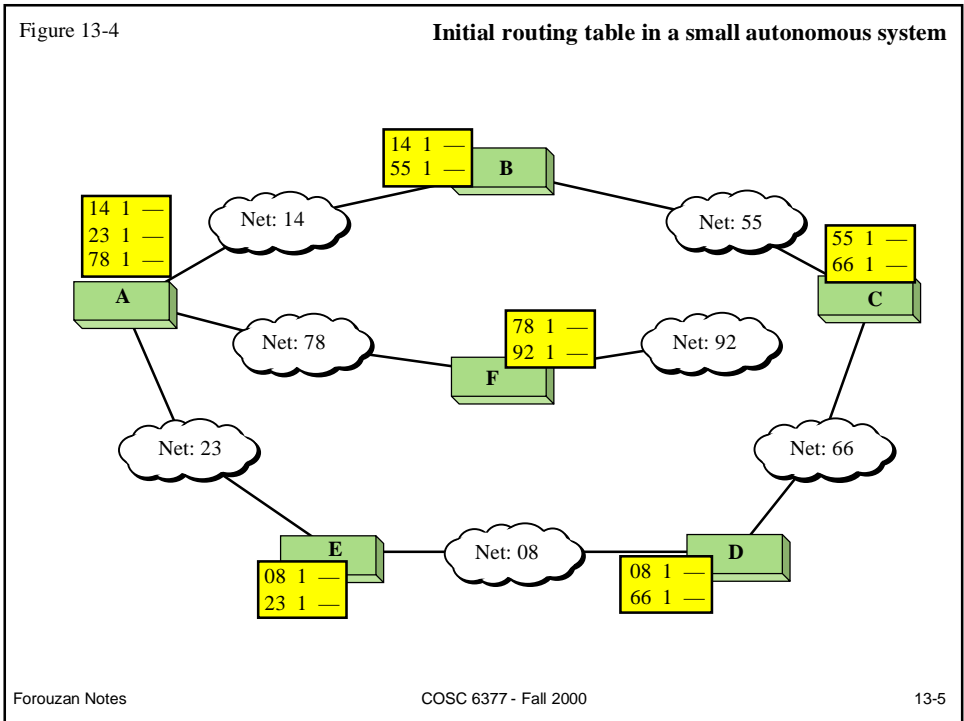 Figure 13-4
Initial routing table in a small autonomous system
14 1 —
55 1 —
B
14 1 —
23 1 —
78 1 —
Net: 14
Net: 55
55 1 —
66 1 —
A
C
Net: 78
78 1 —
92 1 —
Net: 92
F
Net: 23
Net: 66
E
Net: 08
D
08 1 —
23 1 —
08 1 —
66 1 —
Forouzan Notes
COSC 6377 - Fall 2000
13-5